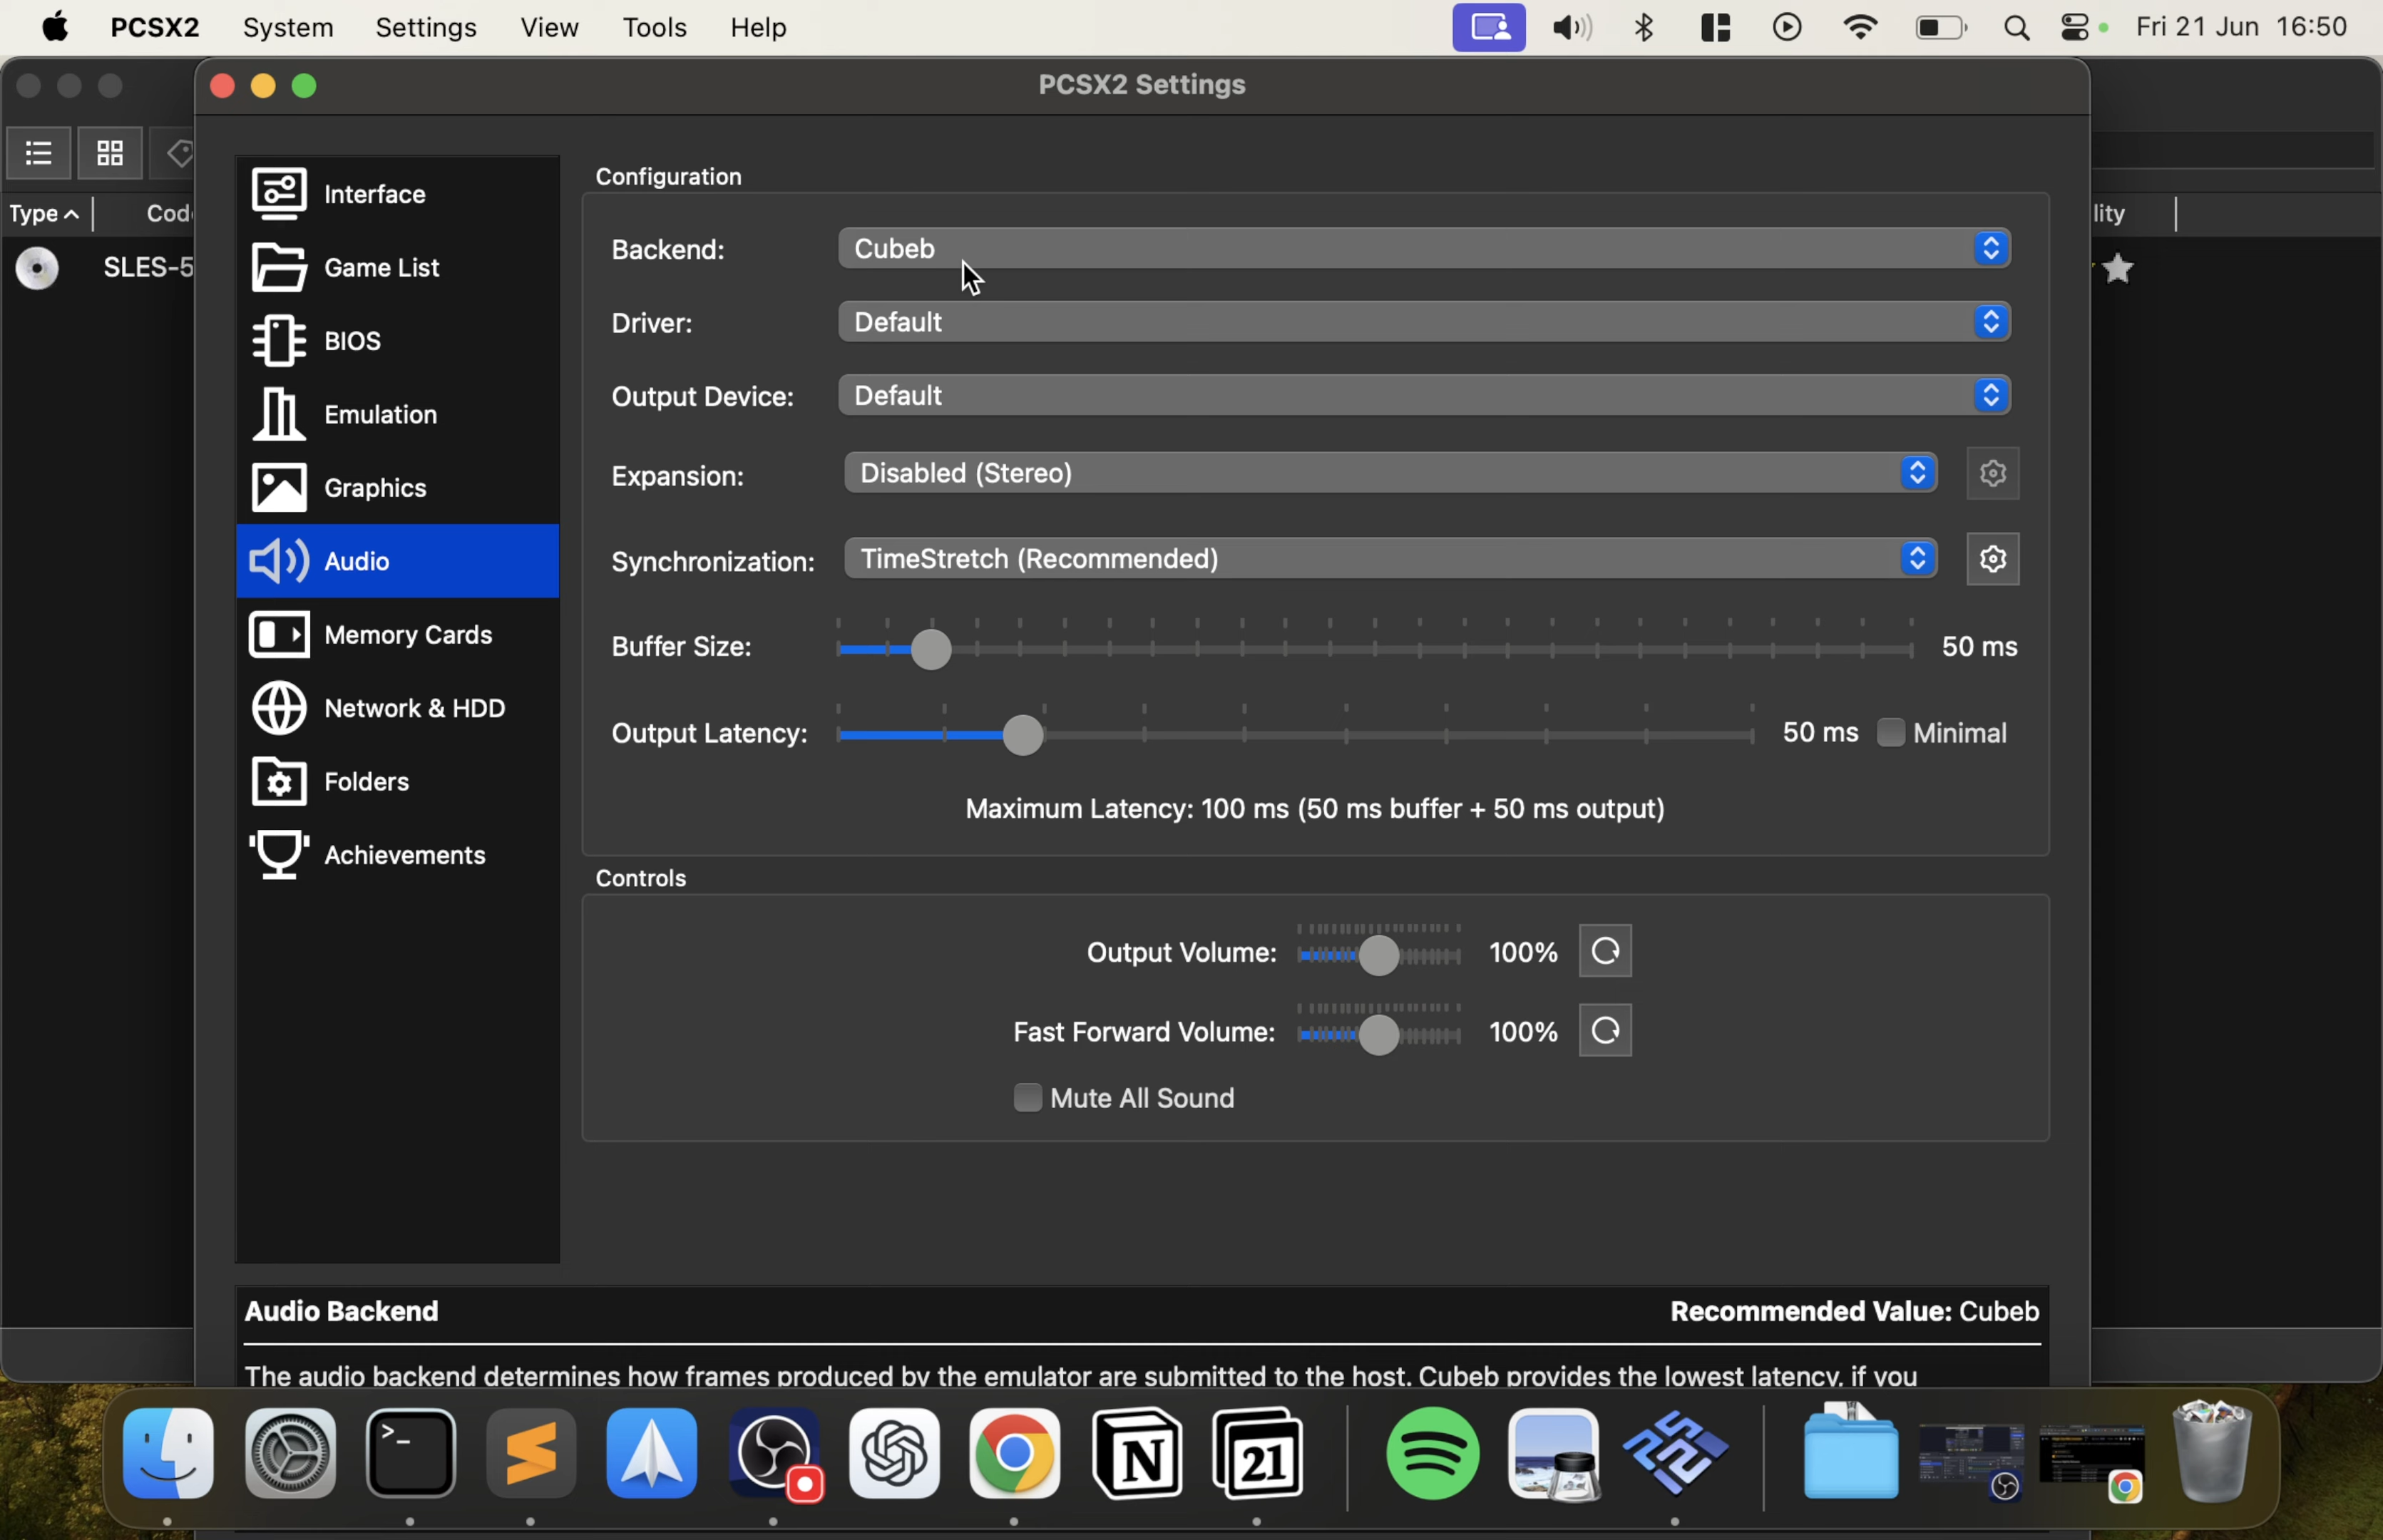 PCSX2 System Settings View Tools Help Fri 21 Jun 16:50
PCSX2 Settings
Type Cod lity
SLES-5
Interface
Game List
BIOS
Emulation
Graphics
Audio
Memory Cards
Network & HDD
Folders
Achievements
Configuration
Backend: Cubeb
Driver: Default
Output Device: Default
Expansion: Disabled (Stereo)
Synchronization: TimeStretch (Recommended)
Buffer Size: 50 ms
Output Latency: 50 ms Minimal
Maximum Latency: 100 ms (50 ms buffer + 50 ms output)
Controls
Output Volume: 100%
Fast Forward Volume: 100%
Mute All Sound
Audio Backend Recommended Value: Cubeb
The audio backend determines how frames produced by the emulator are submitted to the host. Cubeb provides the lowest latency, if you
21